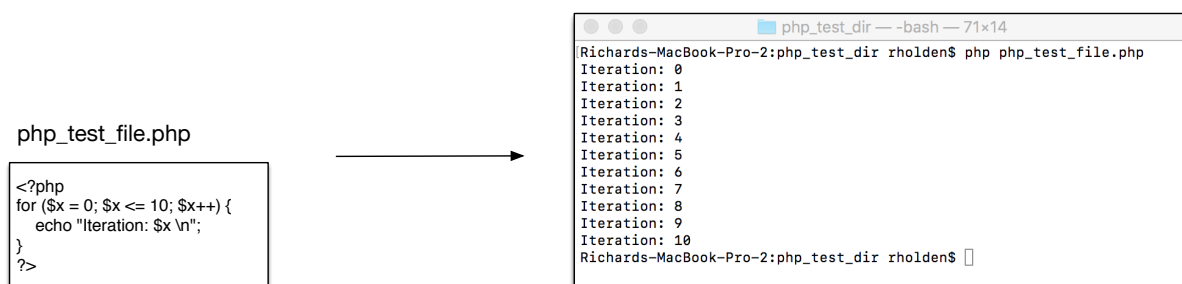 php_test_file.php
<?php
for ($x = 0; $x <= 10; $x++) {
    echo "Iteration: $x \n";
}
?>
php_test_dir — -bash — 71×14
[Richards-MacBook-Pro-2:php_test_dir rholden$ php php_test_file.php
Iteration: 0
Iteration: 1
Iteration: 2
Iteration: 3
Iteration: 4
Iteration: 5
Iteration: 6
Iteration: 7
Iteration: 8
Iteration: 9
Iteration: 10
Richards-MacBook-Pro-2:php_test_dir rholden$